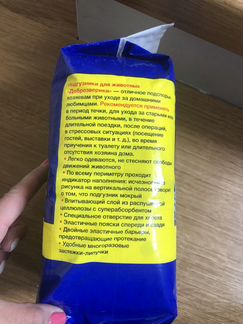 Подгузники для животных
Доброзверики» — отличное подспорье
хозяевам при уходе за домашними
любимцами. Рекомендуется применять
в период течки, для ухода за старыми и
больными животными, в течение
длительной поездки, после операций,
в стрессовых ситуациях (посещение
гостей, выставки и т. д.), во время
приучения к туалету или длительного
отсутствия хозяина дома.
• Легко одеваются, не стесняют свободы
движений животного
• По всему периметру проходит
индикатор наполнения: исчезновение
рисунка на вертикальной полосе говорит
о том, что подгузник мокрый
• Впитывающий слой из распушенной
целлюлозы с суперабсорбентом
• Специальное отверстие для хвоста
• Эластичные пояски спереди и сзади
• Двойные эластичные барьеры,
предотвращающие протекание
• Удобные многоразовые
застежки-липучки